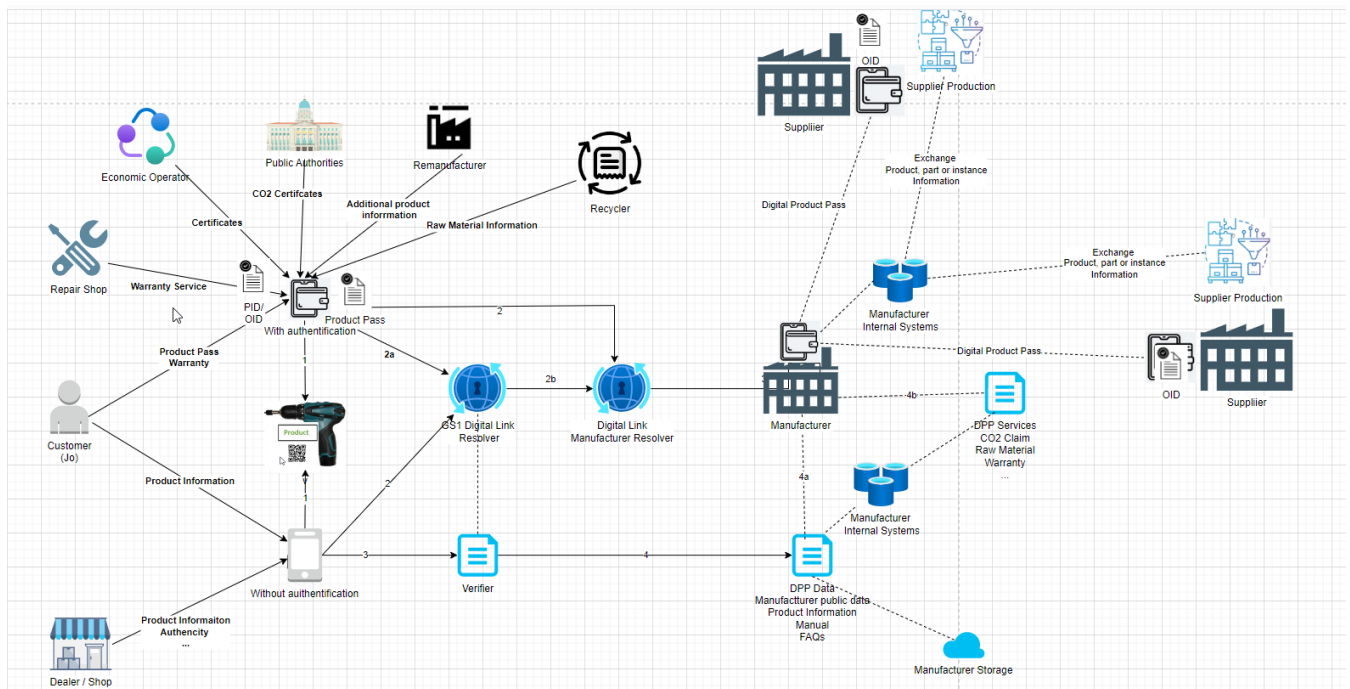 OID
Supplier Production
Suppliier
Public Authorities
Remanufacturer
Economic Operator
CO2 Certifcates
Additional product
inforrmation
Recycler
Certificates
Raw Material Information
Exchange
Product, part or instance
Information
Digital Product Pass
Repair Shop
Warranty Service
PID/
OID
Product Pass
With authentification
2
Manufacturer
Internal Systems
Exchange
Product, part or instance
Information
Supplier Production
Product Pass
Warranty
1
2a
2b
Digital Product Pass
OID
Suppliier
Customer
(Jo)
Product
GS1 Digital Link
Resolver
Digital Link
Manufacturer Resolver
Manufacturer
4b
DPP Services
CO2 Claim
Raw Material
Warranty
...
Product Information
1
2
4a
Manufacturer
Internal Systems
3
4
Without auithentification
Verifier
DPP Data
Manufactturer public data
Product Information
Manual
FAQs
Product Informaiton
Authencity
...
Dealer / Shop
Manufacturer Storage